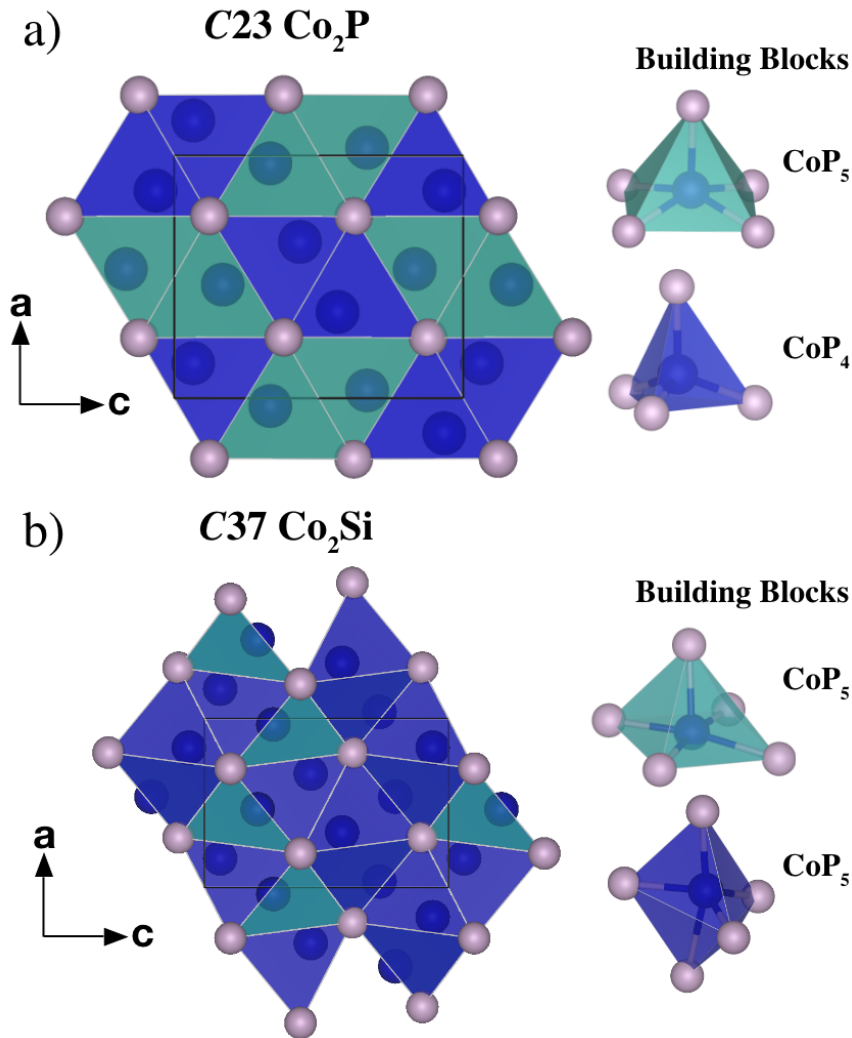 a)
C23 Co₂P
Building Blocks
CoP₅
CoP₄
a
c
b)
C37 Co₂Si
Building Blocks
CoP₅
CoP₅
a
c